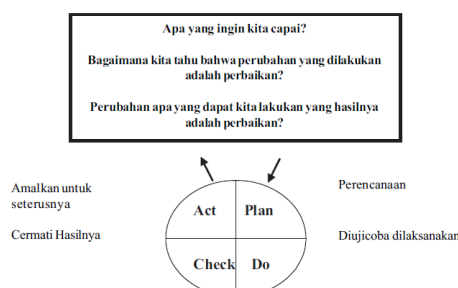 Apa yang ingin kita capai?
Bagaimana kita tahu bahwa perubahan yang dilakukan
adalah perbaikan?
Perubahan apa yang dapat kita lakukan yang hasilnya
adalah perbaikan?
Amalkan untuk
seterusnya
Perencanaan
Act
Plan
Cermati Hasilnya
Diujicoba dilaksanakan
Check
Do